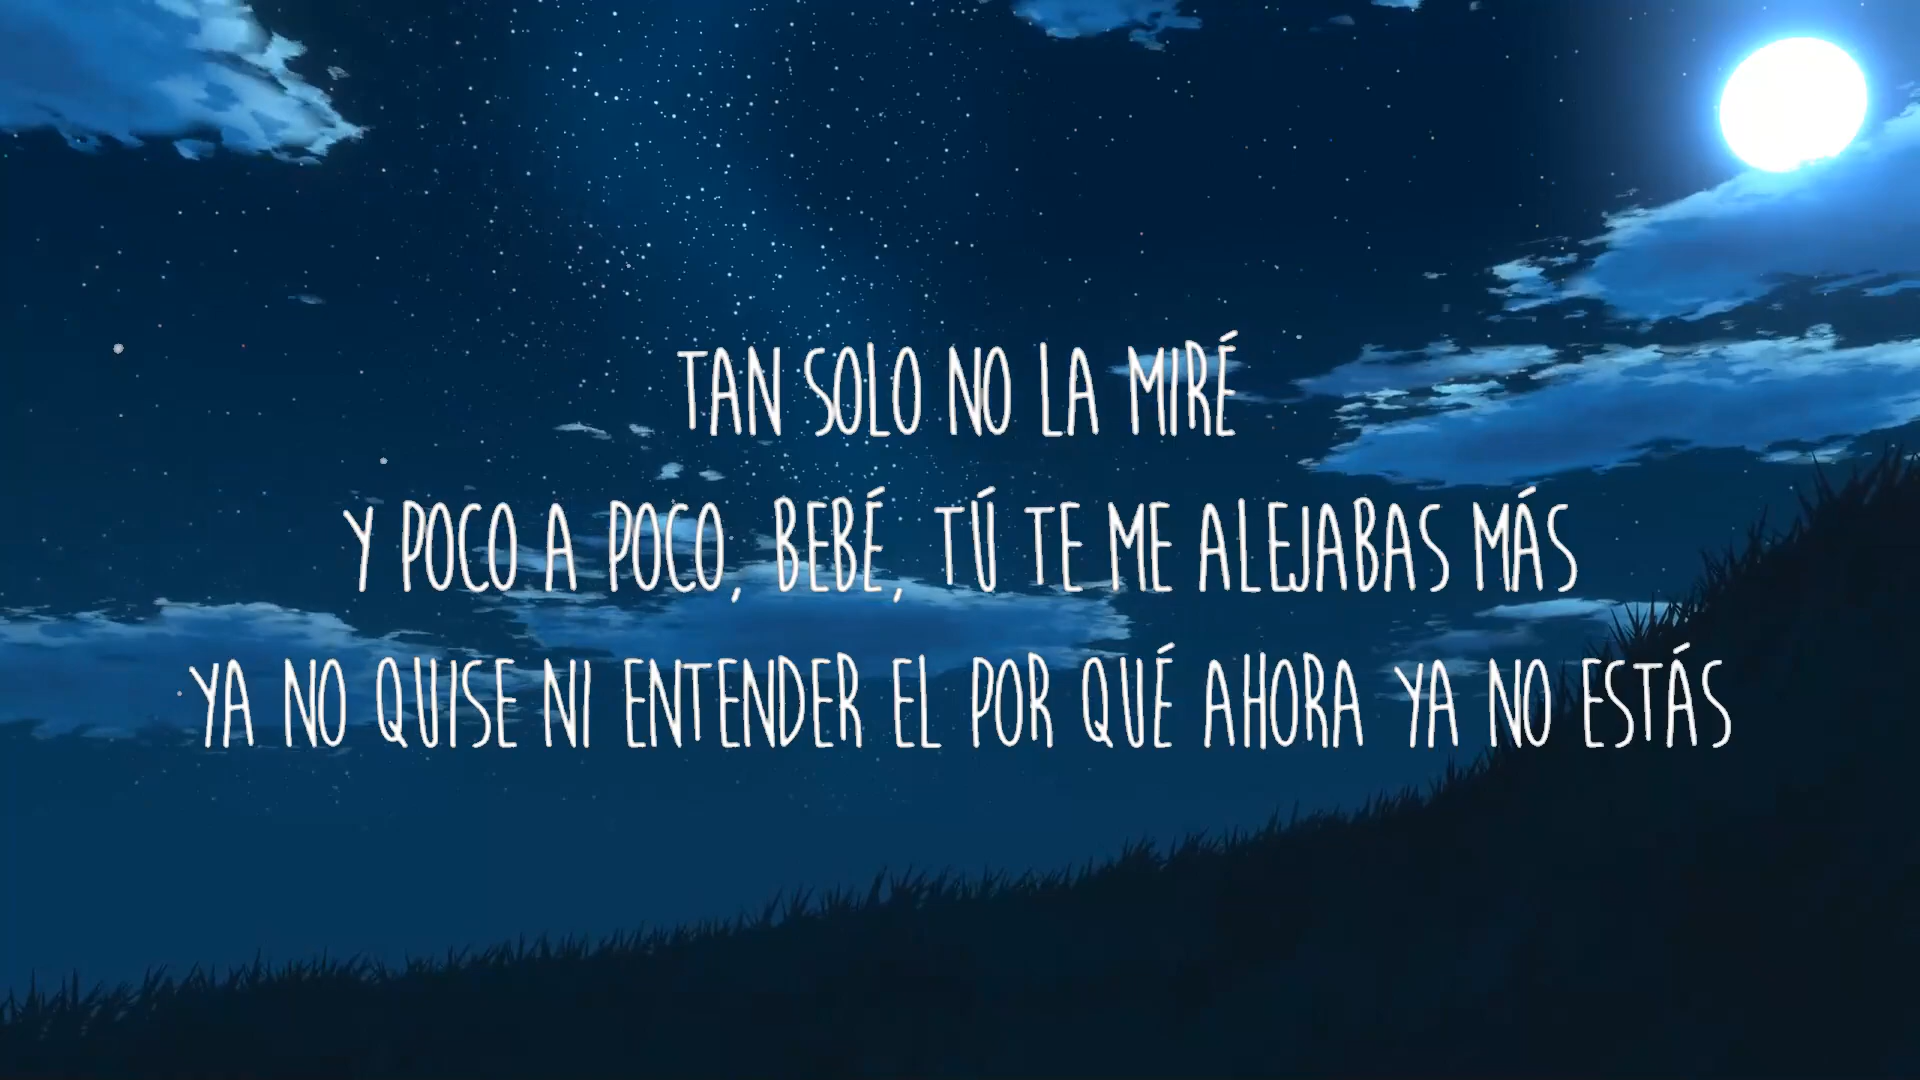 TAN SOLO NO LA MIRÉ
Y POCO A POCO, BEBÉ, TÚ TE ME ALEJABAS MÁS
YA NO QUISE NI ENTENDER EL POR QUÉ AHORA YA NO ESTÁS